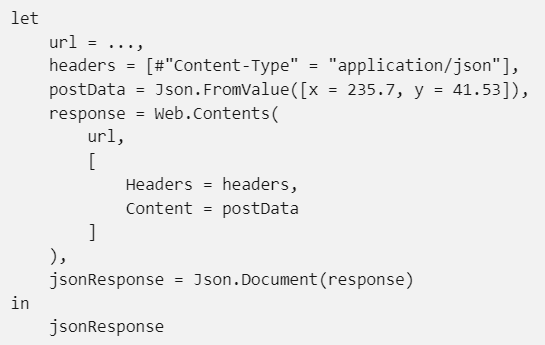 let
    url = ...,
    headers = [#"Content-Type" = "application/json"],
    postData = Json.FromValue([x = 235.7, y = 41.53]),
    response = Web.Contents(
        url,
        [
            Headers = headers,
            Content = postData
        ]
    ),
    jsonResponse = Json.Document(response)
in
    jsonResponse